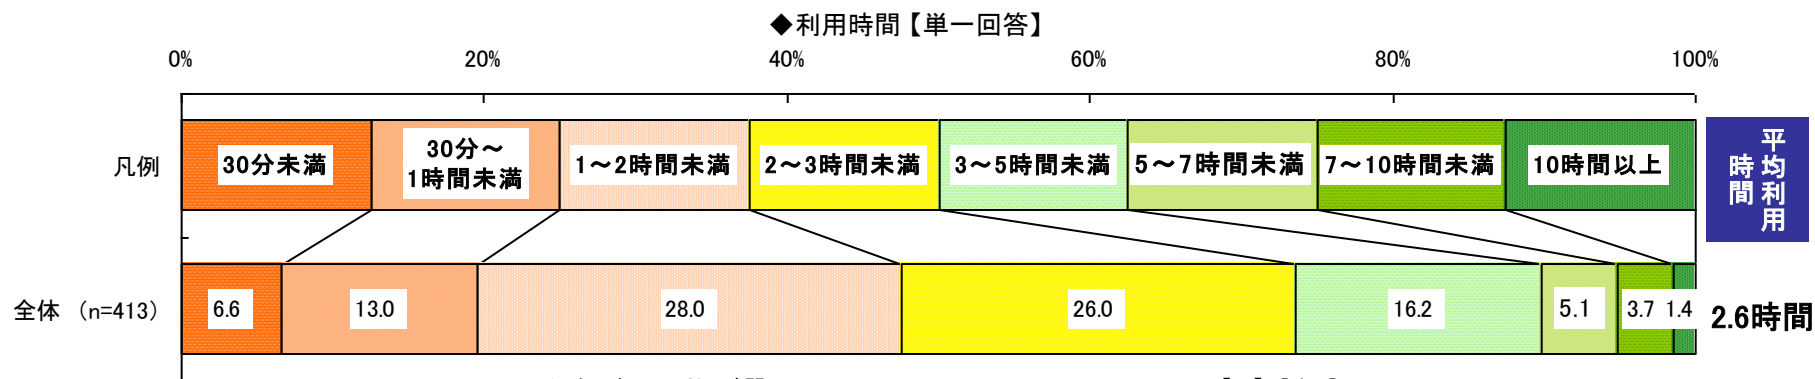 ◆利用時間【単一回答】
0% 20% 40% 60% 80% 100%
凡例
30分未満
30分～
1時間未満
1～2時間未満
2～3時間未満
3～5時間未満
5～7時間未満
7～10時間未満
10時間以上
平均利用
時間
全体 （n=413）
6.6 13.0 28.0 26.0 16.2 5.1 3.7 1.4
2.6時間